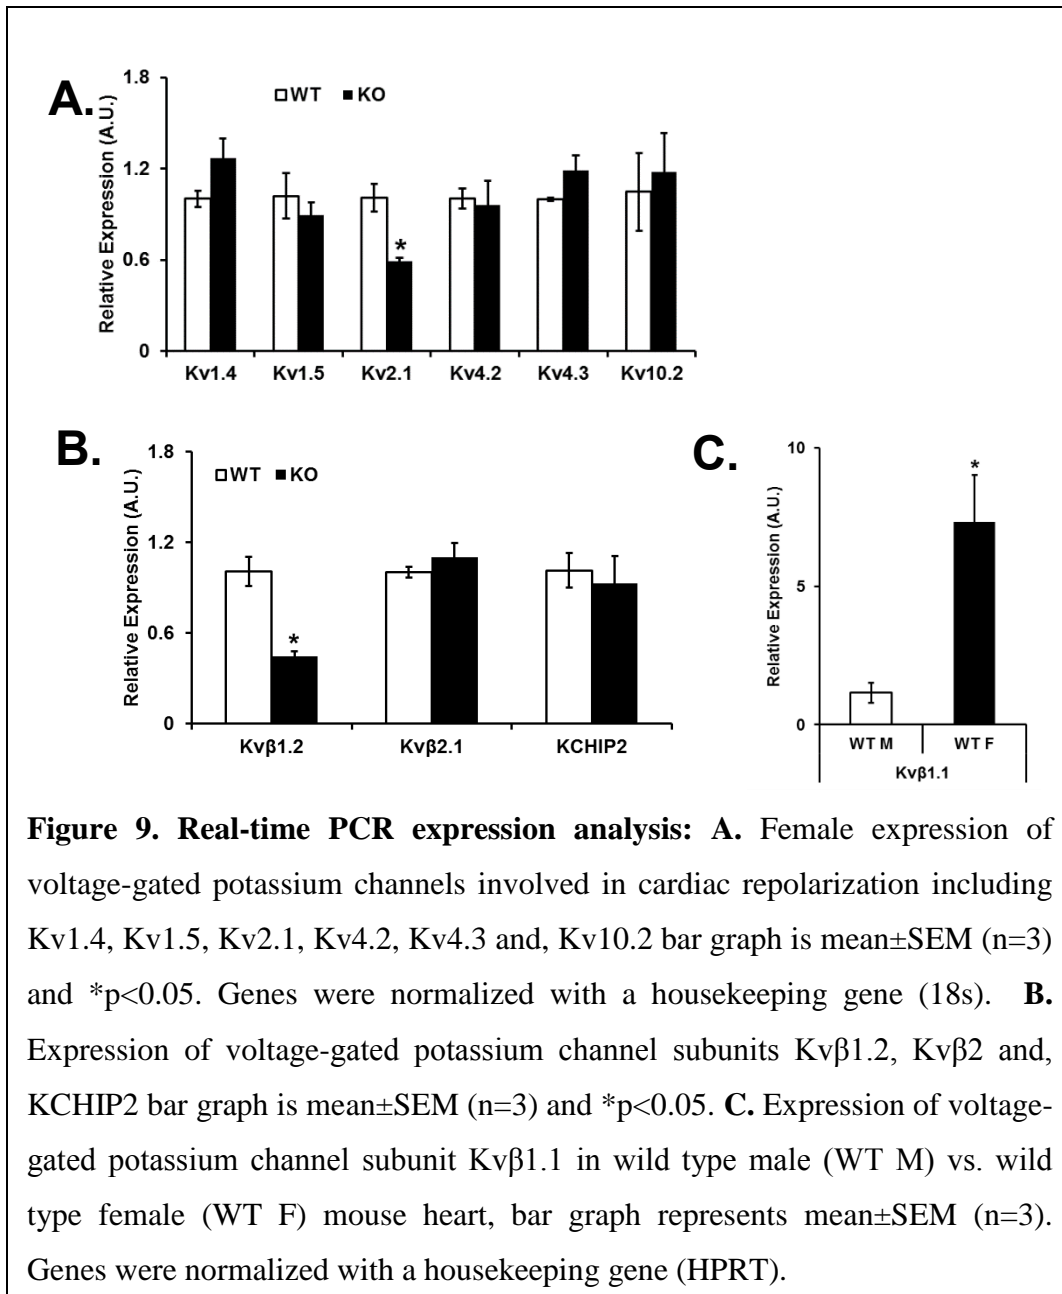 A.
1.8
1.2
0.6
0
Relative Expression (A.U.)
WT KO
*
Kv1.4 Kv1.5 Kv2.1 Kv4.2 Kv4.3 Kv10.2
B.
1.8
1.2
0.6
0
Relative Expression (A.U.)
WT KO
*
Kvβ1.2 Kvβ2.1 KCHIP2
C.
10
5
0
Relative Expression (A.U.)
*
WT M WT F
Kvβ1.1
Figure 9. Real-time PCR expression analysis: A. Female expression of
voltage-gated potassium channels involved in cardiac repolarization including
Kv1.4, Kv1.5, Kv2.1, Kv4.2, Kv4.3 and, Kv10.2 bar graph is mean±SEM (n=3)
and *p<0.05. Genes were normalized with a housekeeping gene (18s). B.
Expression of voltage-gated potassium channel subunits Kvβ1.2, Kvβ2 and,
KCHIP2 bar graph is mean±SEM (n=3) and *p<0.05. C. Expression of voltage-
gated potassium channel subunit Kvβ1.1 in wild type male (WT M) vs. wild
type female (WT F) mouse heart, bar graph represents mean±SEM (n=3).
Genes were normalized with a housekeeping gene (HPRT).